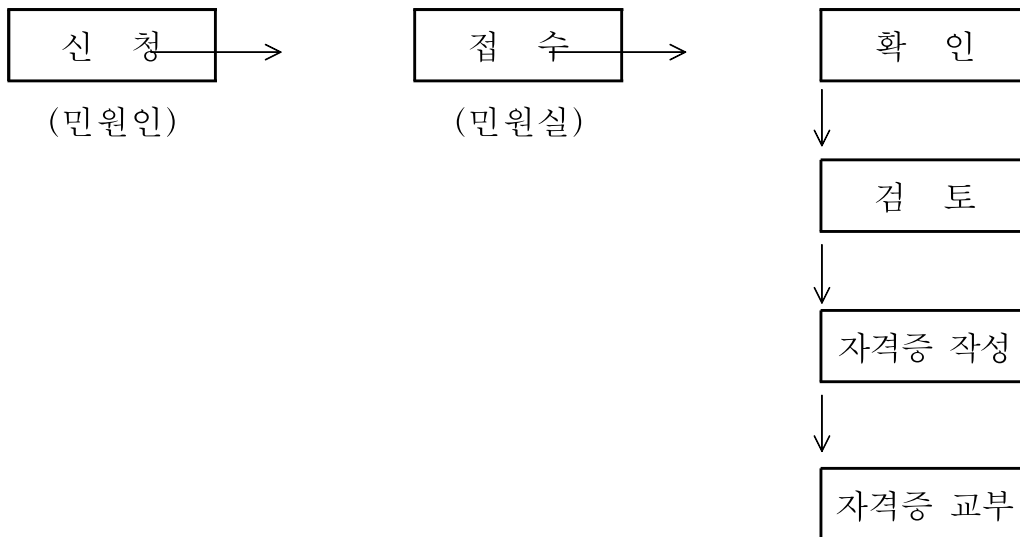 신 청 접 수 확 인
(민원인) (민원실)
검 토
자격증 작성
자격증 교부